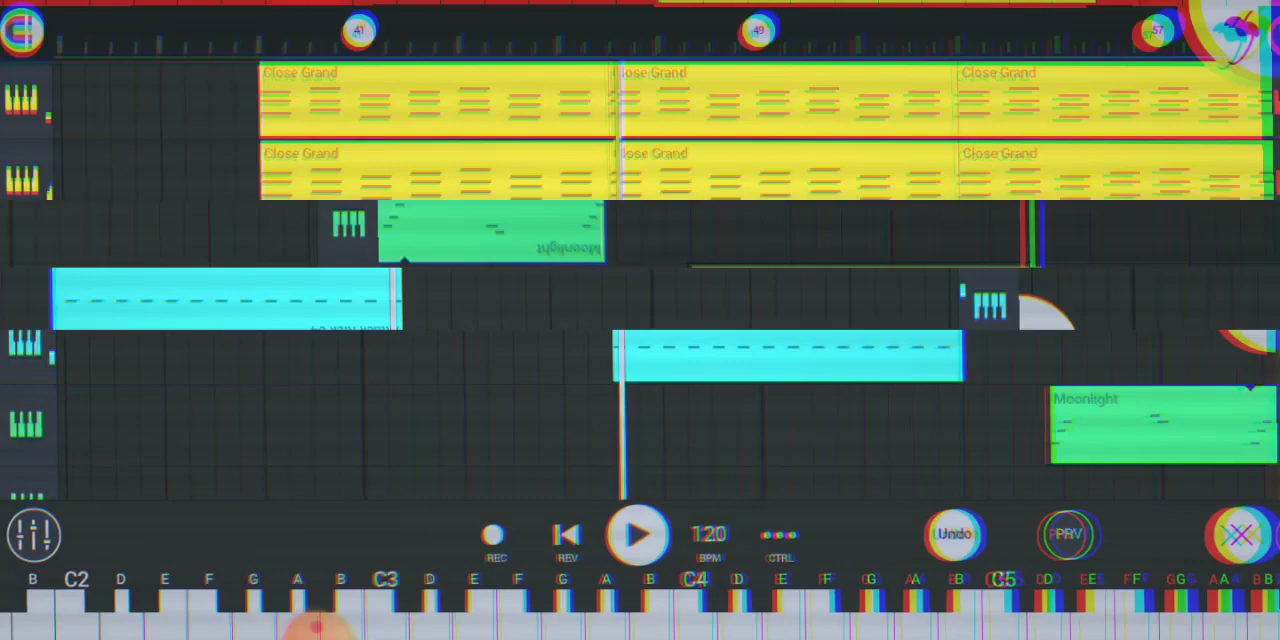 41 49 57
Close Grand Close Grand Close Grand
Close Grand Close Grand Close Grand
Moonlight
Moonlight
120 Undo PRV
REC REV BPM CTRL
B C2 D E F G A B C3 D E F G A B C4 D E F G A B C5 D E F G A B